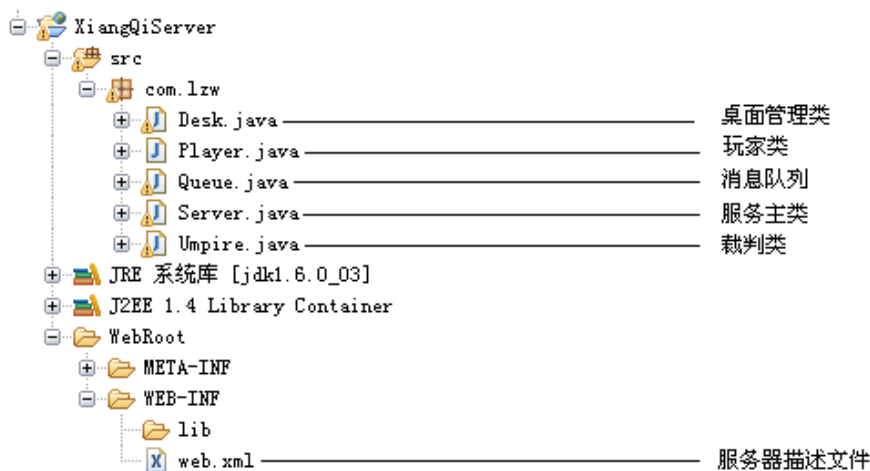 XiangQiServer
src
com.lzw
Desk.java 桌面管理类
Player.java 玩家类
Queue.java 消息队列
Server.java 服务主类
Umpire.java 裁判类
JRE 系统库 [jdk1.6.0_03]
J2EE 1.4 Library Container
WebRoot
META-INF
WEB-INF
lib
web.xml 服务器描述文件